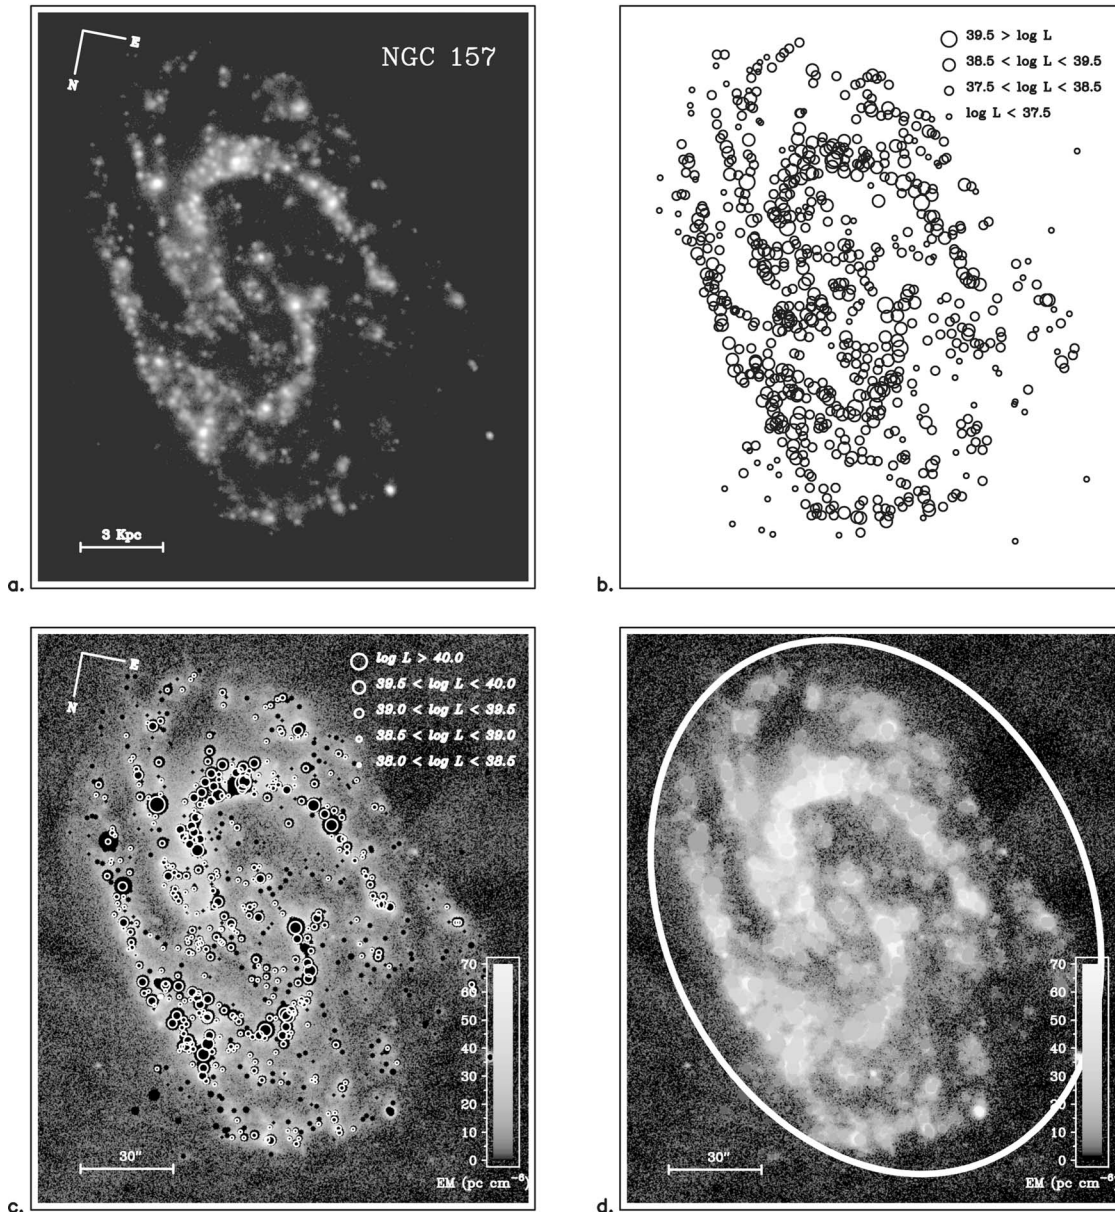 E
N
NGC 157
3 Kpc
a.
39.5 > log L
38.5 < log L < 39.5
37.5 < log L < 38.5
log L < 37.5
b.
E
N
log L > 40.0
39.5 < log L < 40.0
39.0 < log L < 39.5
38.5 < log L < 39.0
38.0 < log L < 38.5
70
60
50
40
30
20
10
0
30"
EM (pc cm⁻⁶)
c.
70
60
50
40
30
20
10
0
30"
EM (pc cm⁻⁶
d.